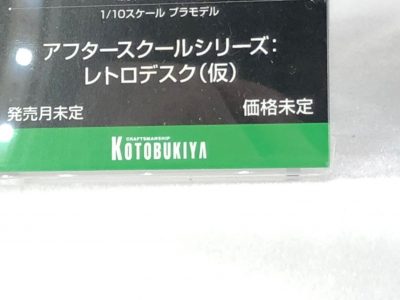 1/10スケール プラモデル
アフタースクールシリーズ:
レトロデスク(仮)
発売月未定 価格未定
CRAFTSMANSHIP
KOTOBUKIYA